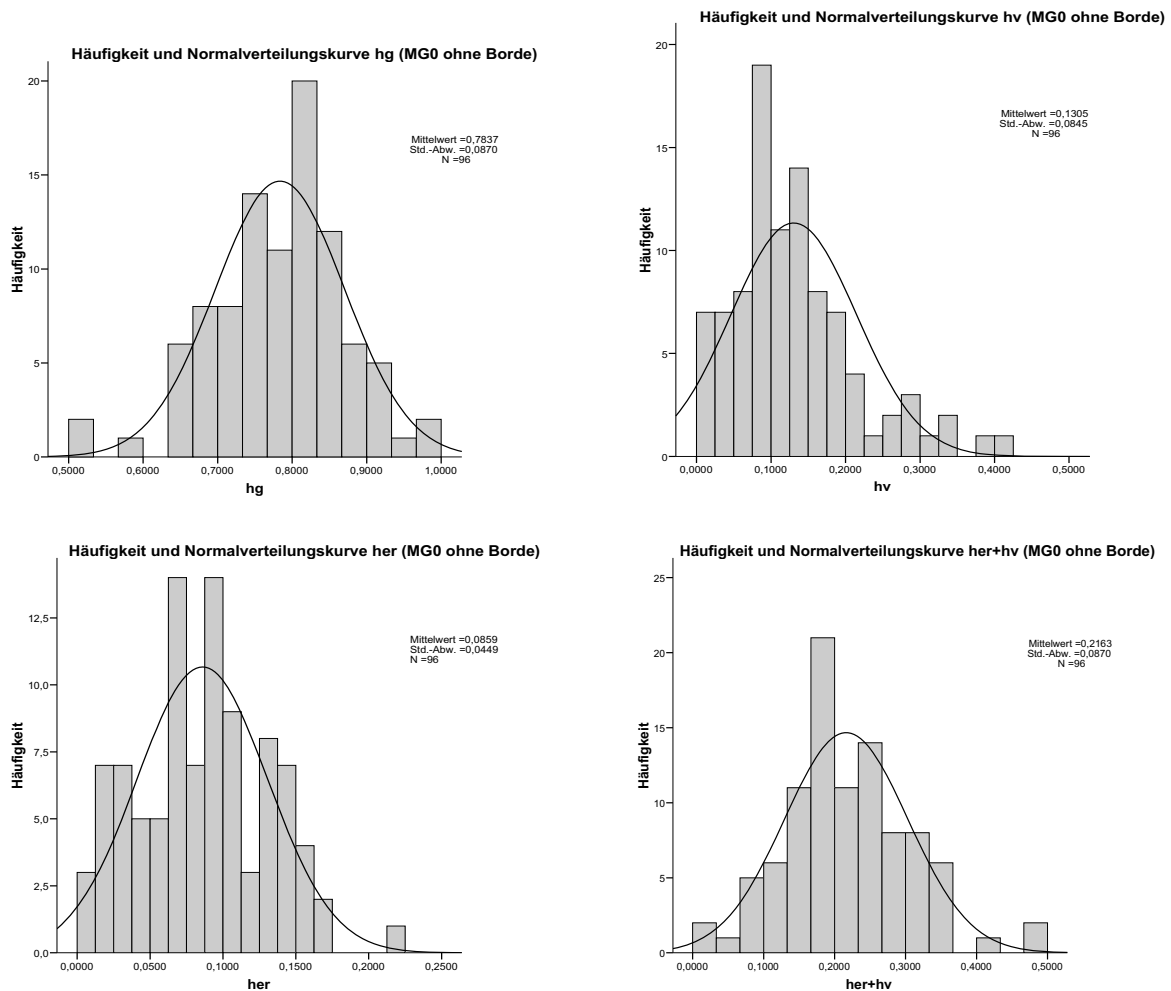 Häufigkeit und Normalverteilungskurve hg (MG0 ohne Borde)
20
15
10
5
0
Häufigkeit
Mittelwert =0,7837
Std.-Abw. =0,0870
N =96
0,5000 0,6000 0,7000 0,8000 0,9000 1,0000
hg
Häufigkeit und Normalverteilungskurve hv (MG0 ohne Borde)
20
15
10
5
0
Häufigkeit
Mittelwert =0,1305
Std.-Abw. =0,0845
N =96
0,0000 0,1000 0,2000 0,3000 0,4000 0,5000
hv
Häufigkeit und Normalverteilungskurve her (MG0 ohne Borde)
12,5
10,0
7,5
5,0
2,5
0,0
Häufigkeit
Mittelwert =0,0859
Std.-Abw. =0,0449
N =96
0,0000 0,0500 0,1000 0,1500 0,2000 0,2500
her
Häufigkeit und Normalverteilungskurve her+hv (MG0 ohne Borde)
25
20
15
10
5
0
Häufigkeit
Mittelwert =0,2163
Std.-Abw. =0,0870
N =96
0,0000 0,1000 0,2000 0,3000 0,4000 0,5000
her+hv